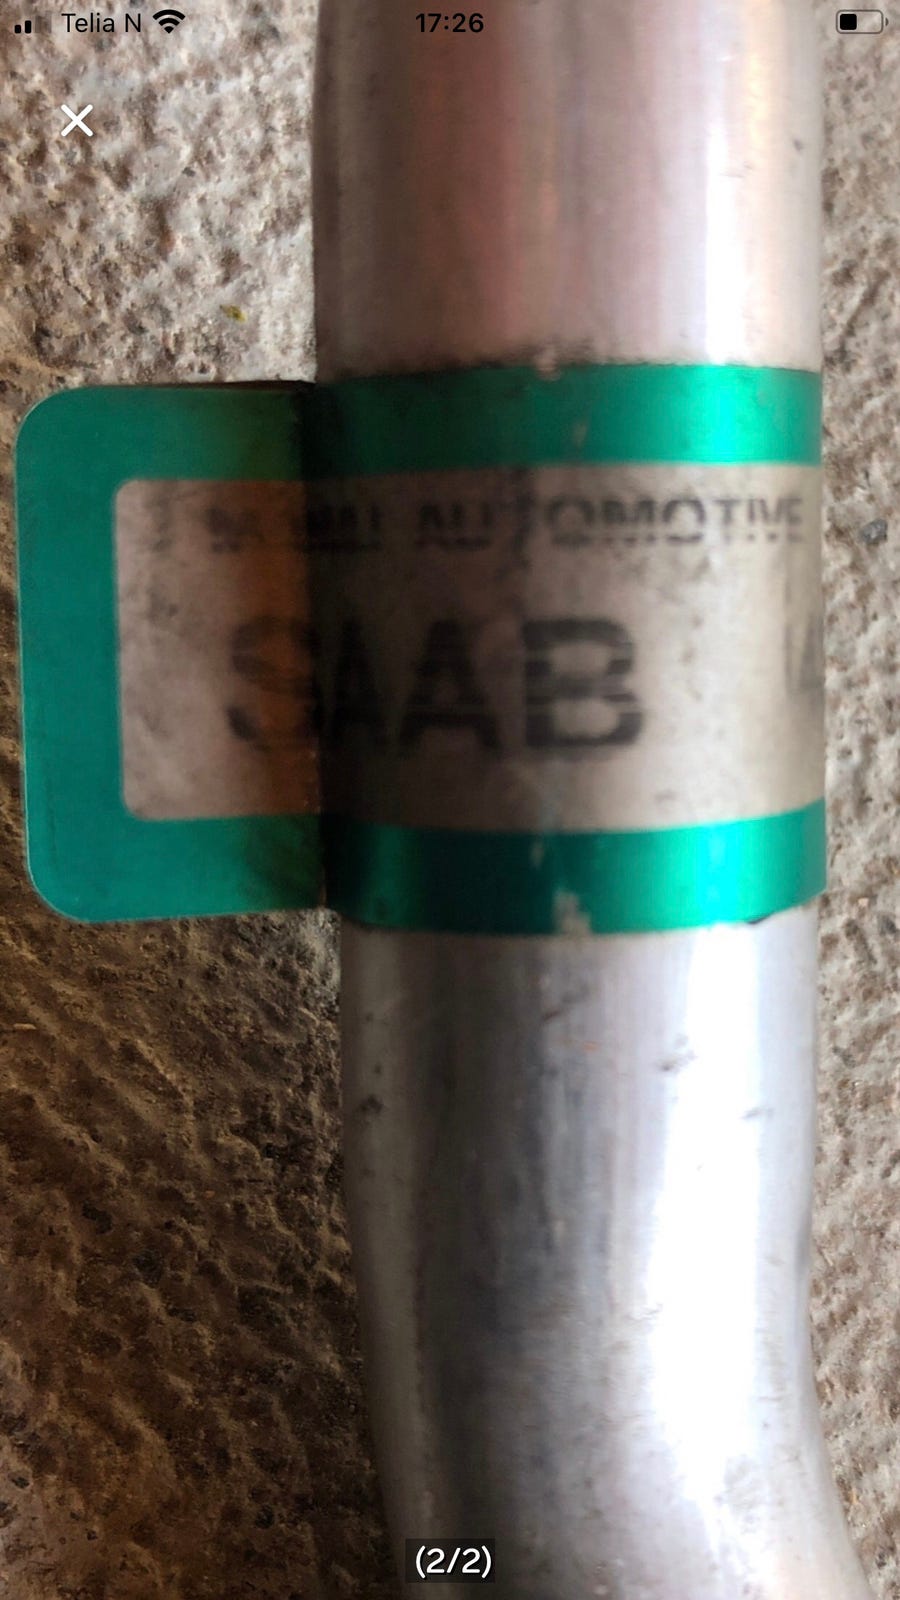 Telia N
17:26
AUTOMOTIVE
SAAB
(2/2)